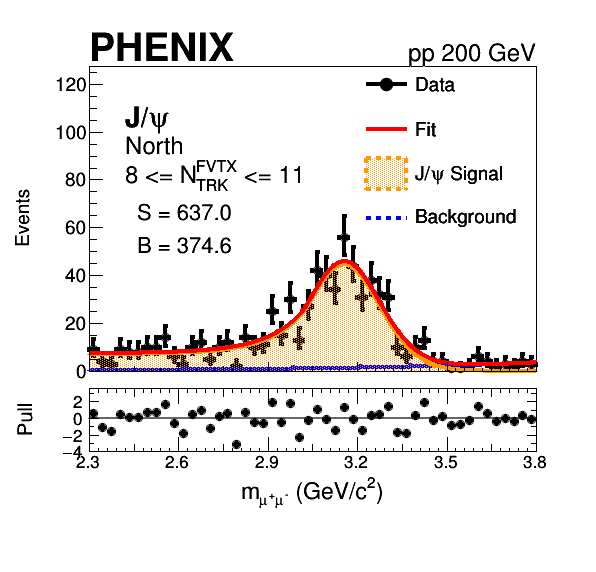 PHENIX pp 200 GeV
J/ψ
North
8 <= N^FVTX_TRK <= 11
S = 637.0
B = 374.6
Data
Fit
J/ψ Signal
Background
Events
120
100
80
60
40
20
0
Pull
2
0
−2
−4
2.3 2.6 2.9 3.2 3.5 3.8
m_μ⁺μ⁻ (GeV/c²)